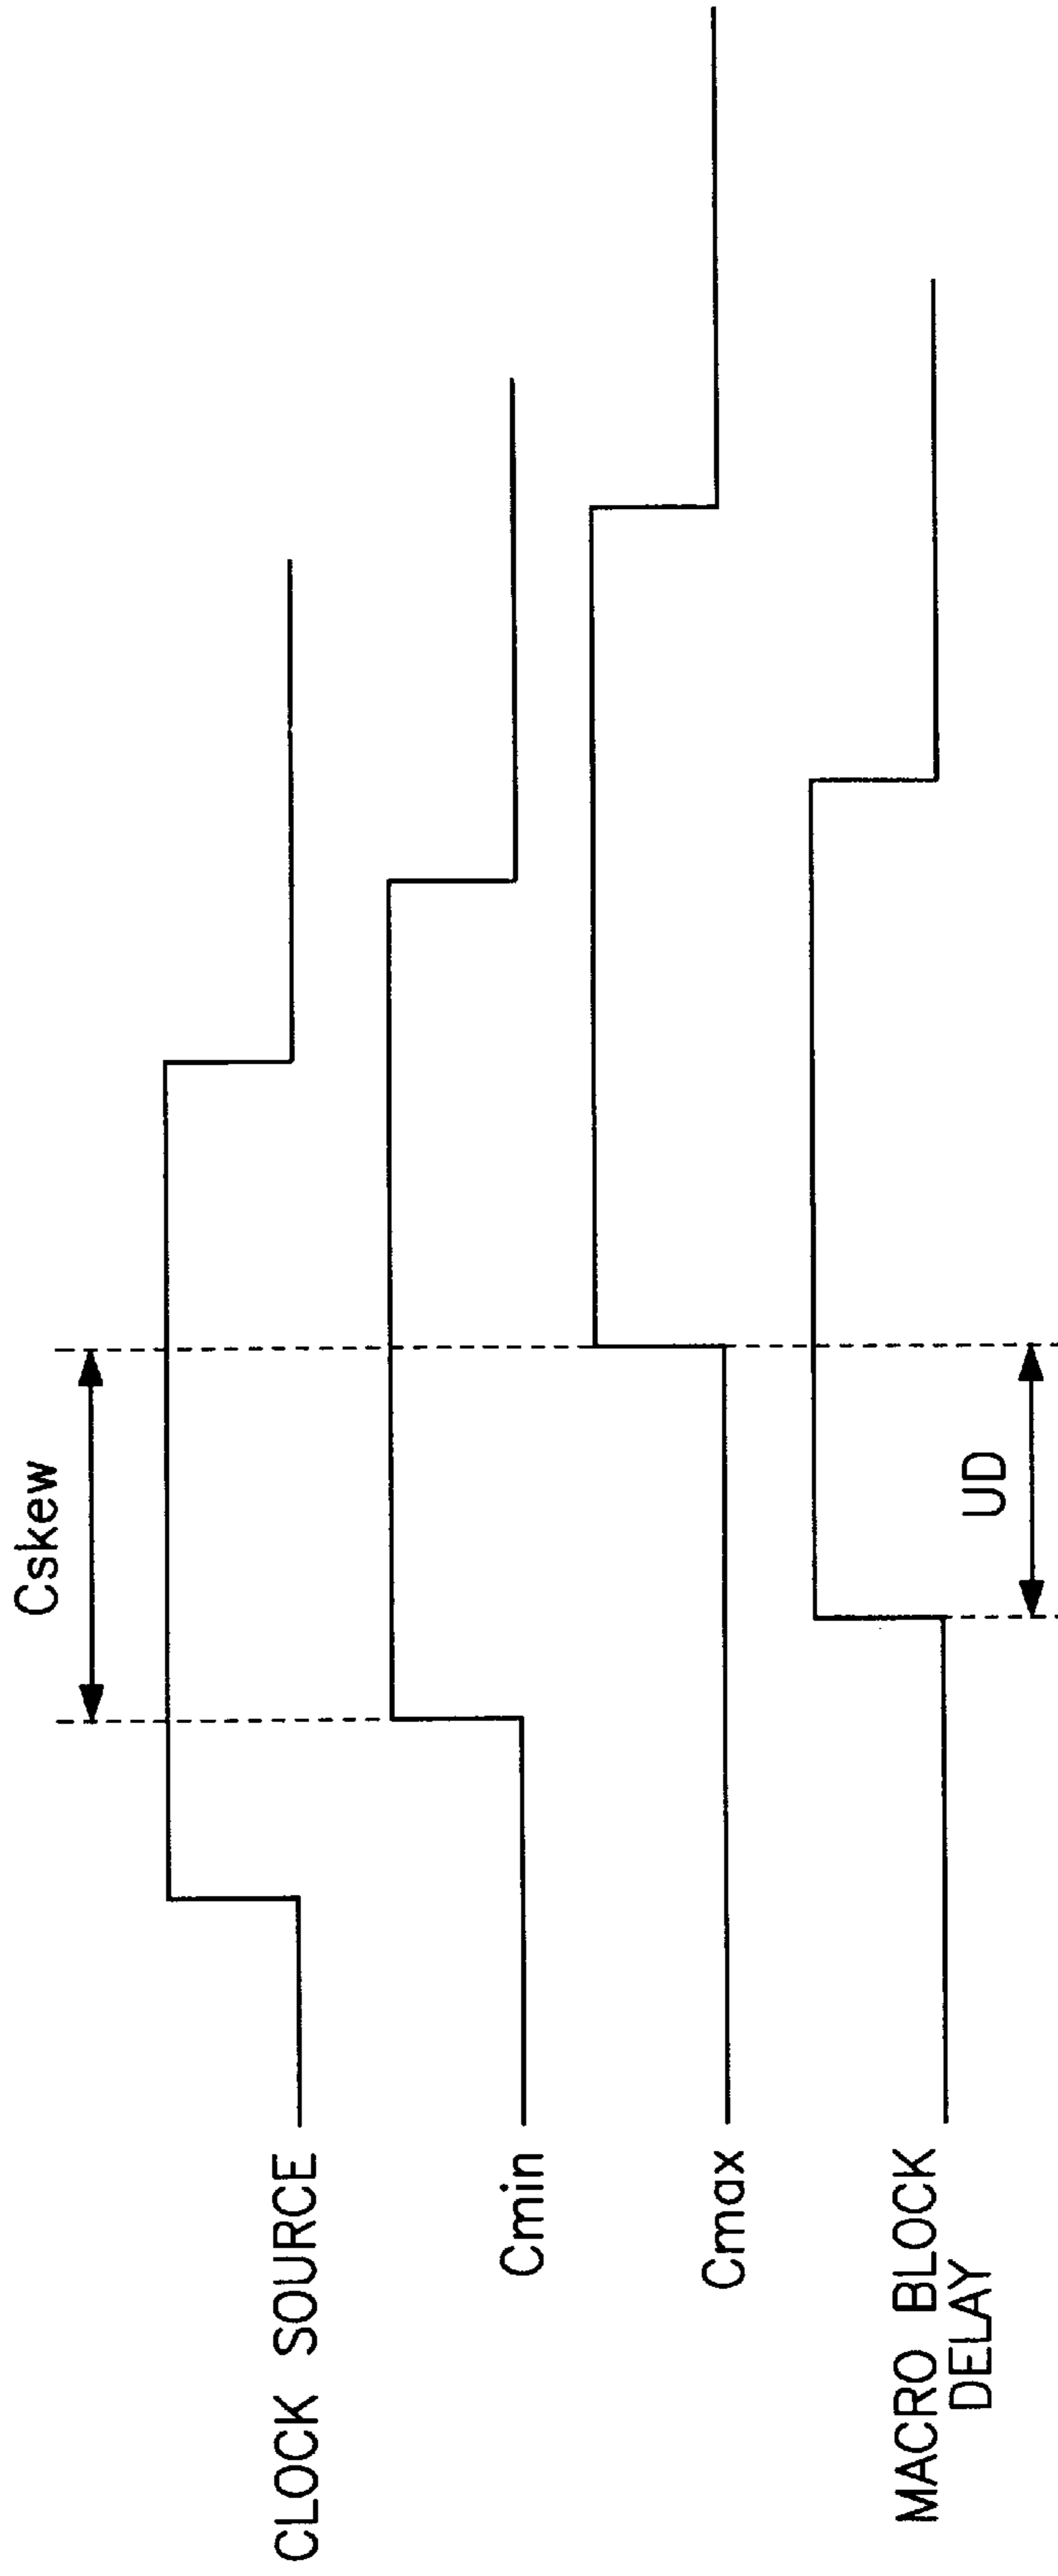 Cskew
CLOCK SOURCE
Cmin
Cmax
MACRO BLOCK
DELAY
UD